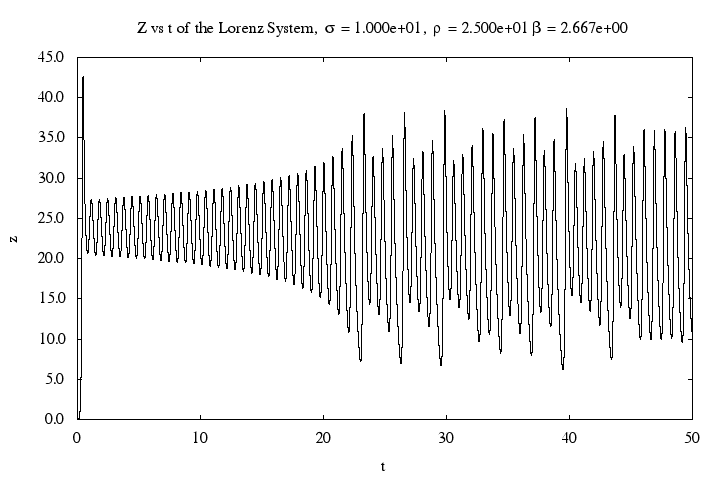 Z vs t of the Lorenz System, σ = 1.000e+01, ρ = 2.500e+01 β = 2.667e+00
45.0
40.0
35.0
30.0
25.0
z
20.0
15.0
10.0
5.0
0.0
0 10 20 30 40 50
t